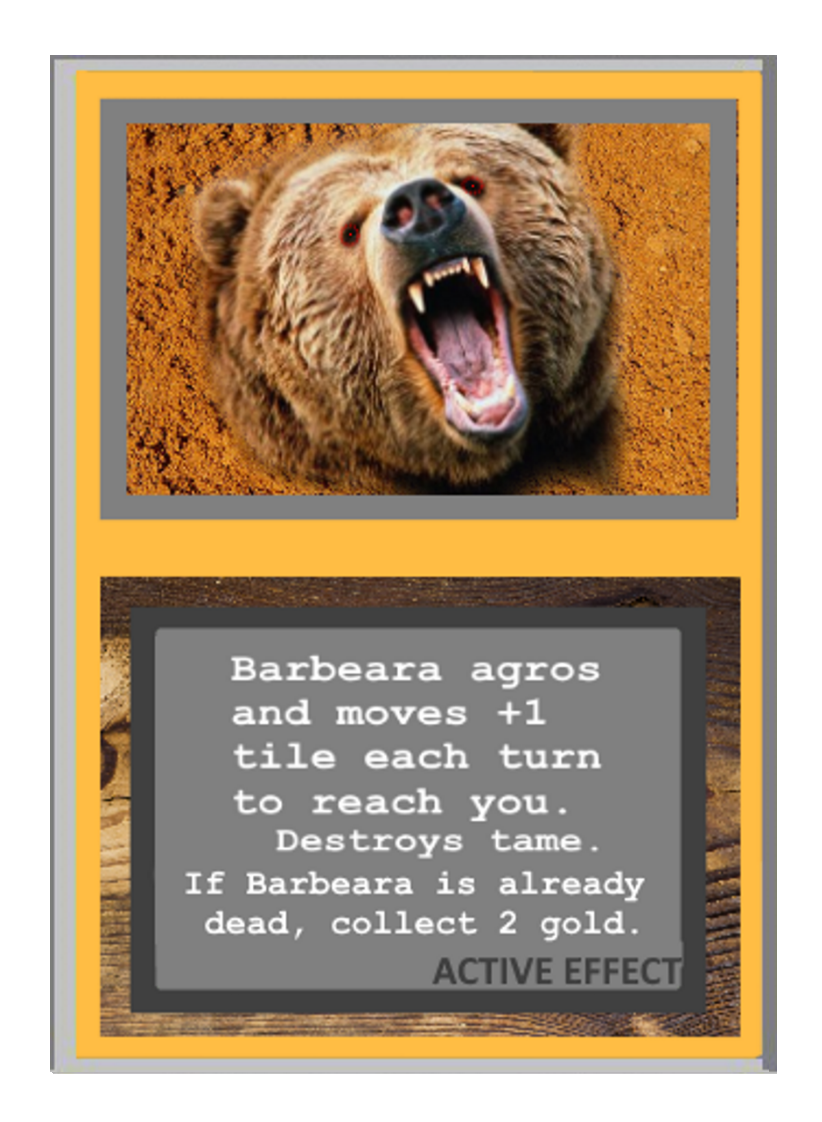 Barbeara agros
and moves +1
tile each turn
to reach you.
Destroys tame.
If Barbeara is already
dead, collect 2 gold.
ACTIVE EFFECT